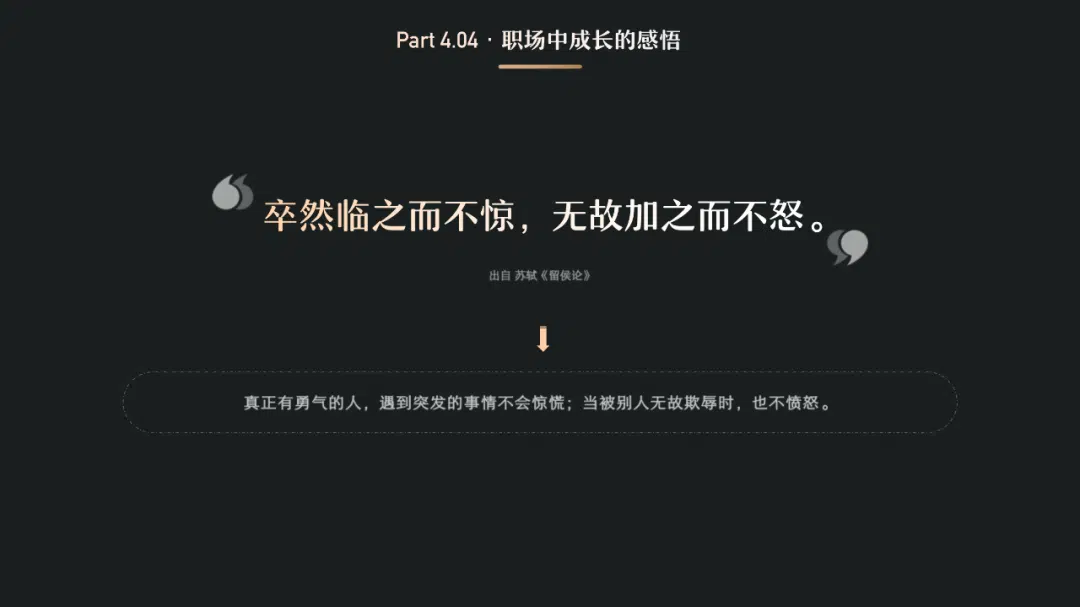 Part 4.04 · 职场中成长的感悟
卒然临之而不惊，无故加之而不怒。
出自 苏轼《留侯论》
真正有勇气的人，遇到突发的事情不会惊慌；当被别人无故欺辱时，也不愤怒。